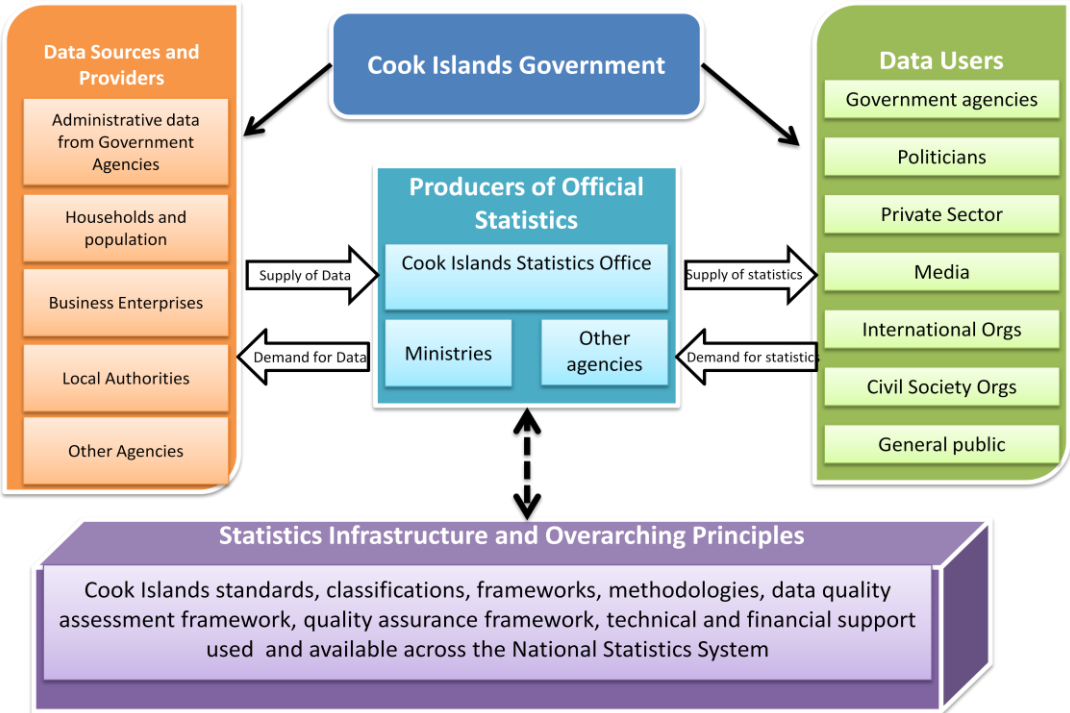 Data Sources and
Providers
Administrative data
from Government
Agencies
Households and
population
Business Enterprises
Local Authorities
Other Agencies
Cook Islands Government
Producers of Official
Statistics
Cook Islands Statistics Office
Ministries
Other
agencies
Supply of Data
Demand for Data
Supply of statistics
Demand for statistics
Data Users
Government agencies
Politicians
Private Sector
Media
International Orgs
Civil Society Orgs
General public
Statistics Infrastructure and Overarching Principles
Cook Islands standards, classifications, frameworks, methodologies, data quality
assessment framework, quality assurance framework, technical and financial support
used and available across the National Statistics System